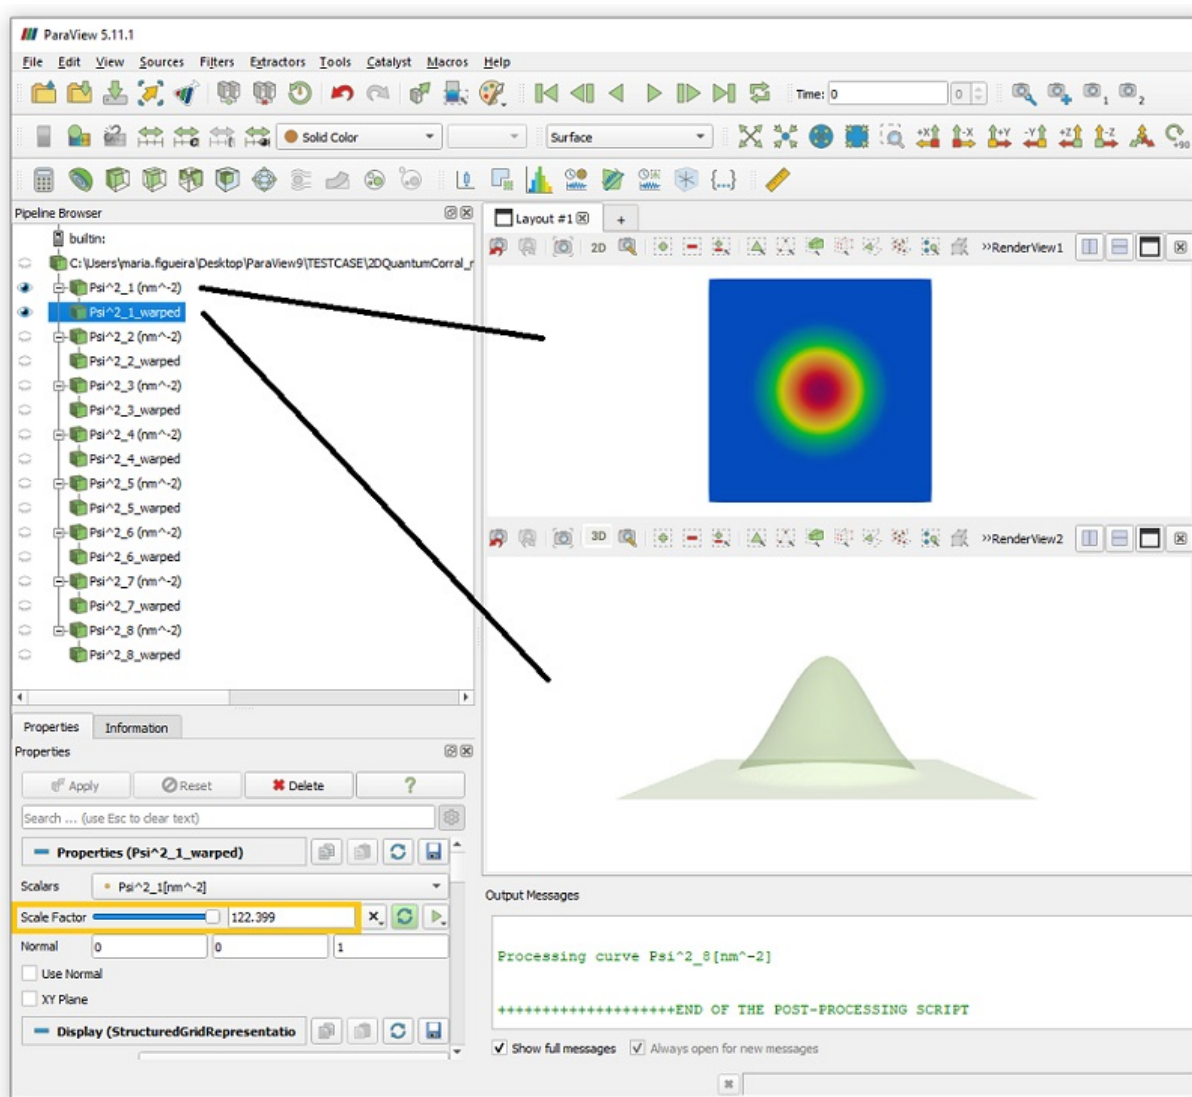 ParaView 5.11.1
File Edit View Sources Filters Extractors Tools Catalyst Macros Help
Time: 0 0 1 2
Solid Color Surface +X -X +Y -Y +Z -Z +90
{...}
Pipeline Browser
Layout #1 +
builtin:
C:\Users\maria.figueira\Desktop\ParaView9\TESTCASE\2DQuantumCorral_
2D »RenderView1
Psi^2_1 (nm^-2)
Psi^2_1_warped
Psi^2_2 (nm^-2)
Psi^2_2_warped
Psi^2_3 (nm^-2)
Psi^2_3_warped
Psi^2_4 (nm^-2)
Psi^2_4_warped
Psi^2_5 (nm^-2)
Psi^2_5_warped
Psi^2_6 (nm^-2)
Psi^2_6_warped
Psi^2_7 (nm^-2)
Psi^2_7_warped
Psi^2_8 (nm^-2)
Psi^2_8_warped
3D »RenderView2
Properties Information
Properties
Apply Reset Delete ?
Search ... (use Esc to clear text)
Properties (Psi^2_1_warped)
Scalars Psi^2_1[nm^-2]
Scale Factor 122.399
Normal 0 0 1
Use Normal
XY Plane
Display (StructuredGridRepresentatio
Output Messages
Processing curve Psi^2_8[nm^-2]
++++++++++++++++++++END OF THE POST-PROCESSING SCRIPT
Show full messages Always open for new messages